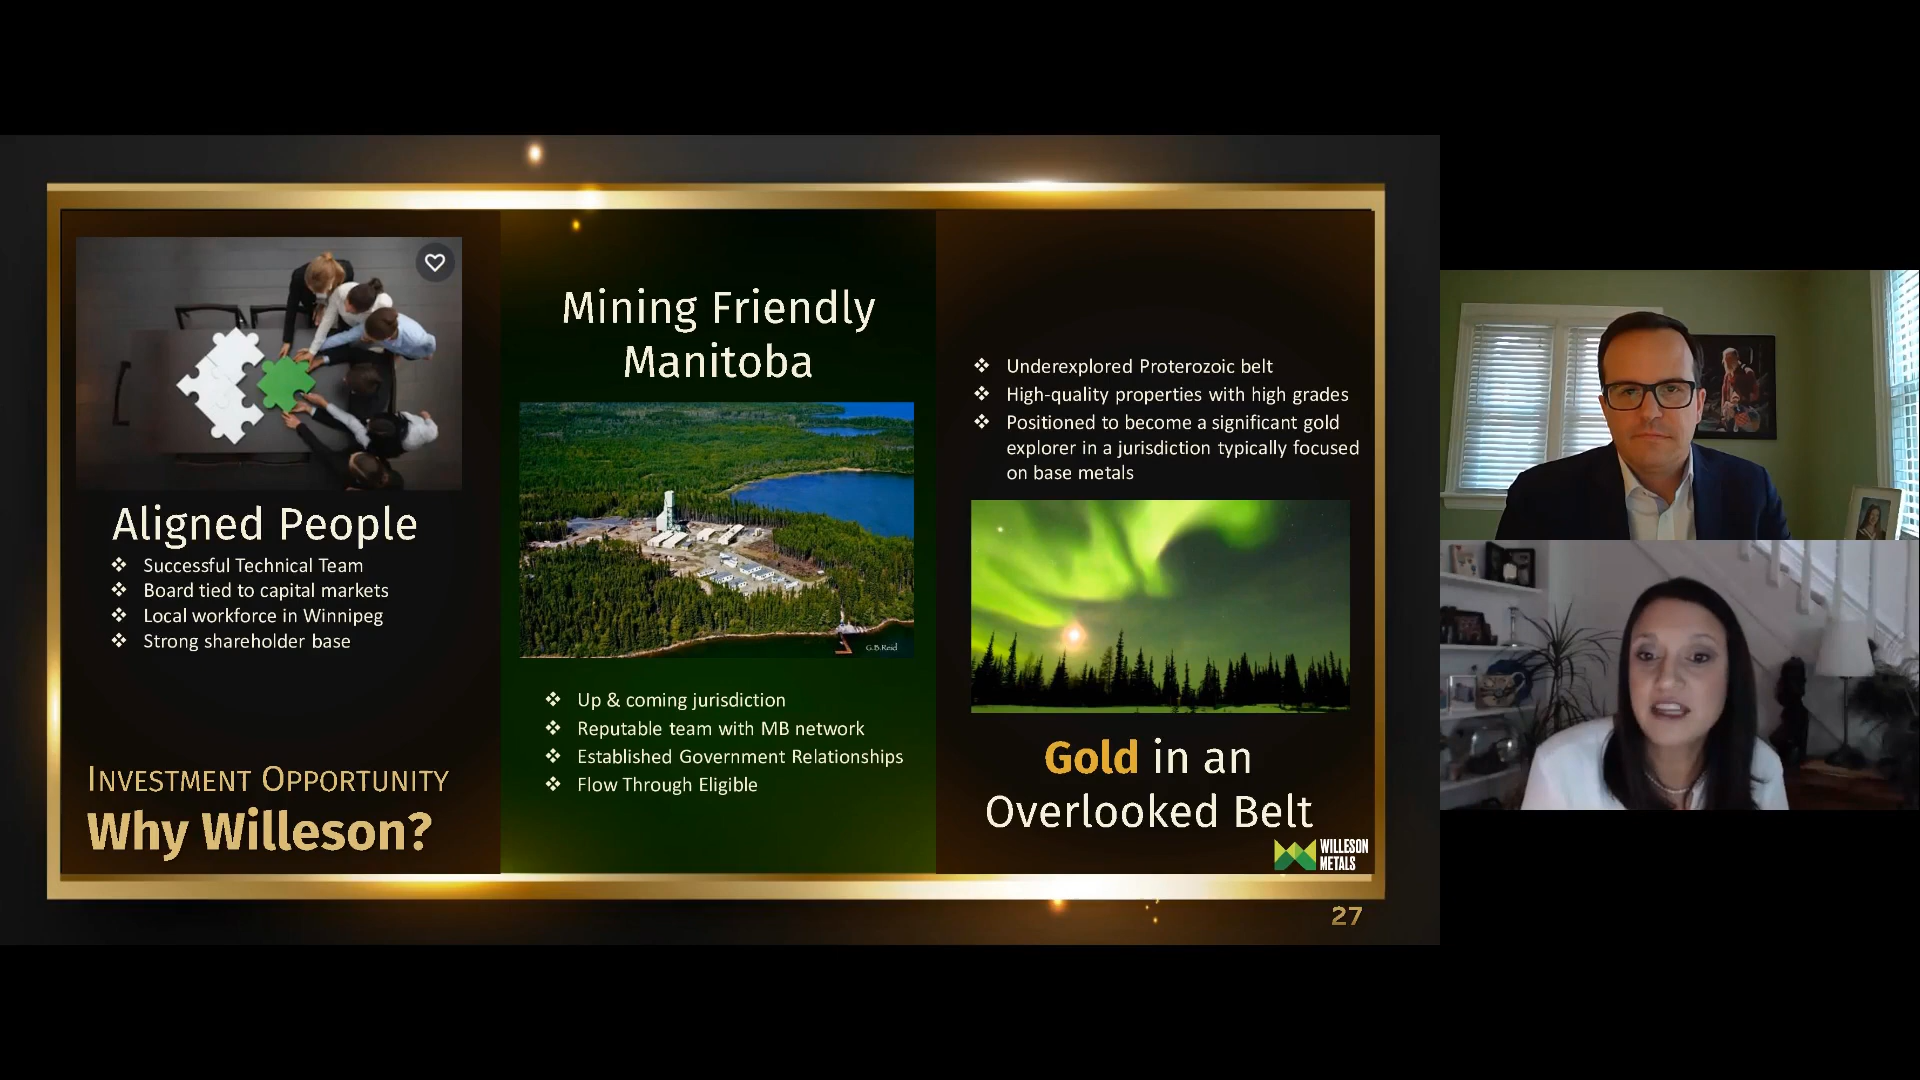 Aligned People
❖ Successful Technical Team
❖ Board tied to capital markets
❖ Local workforce in Winnipeg
❖ Strong shareholder base
INVESTMENT OPPORTUNITY
Why Willeson?
Mining Friendly
Manitoba
G.B.Reid
❖ Up & coming jurisdiction
❖ Reputable team with MB network
❖ Established Government Relationships
❖ Flow Through Eligible
❖ Underexplored Proterozoic belt
❖ High-quality properties with high grades
❖ Positioned to become a significant gold
explorer in a jurisdiction typically focused
on base metals
Gold in an
Overlooked Belt
WILLESON
METALS
27